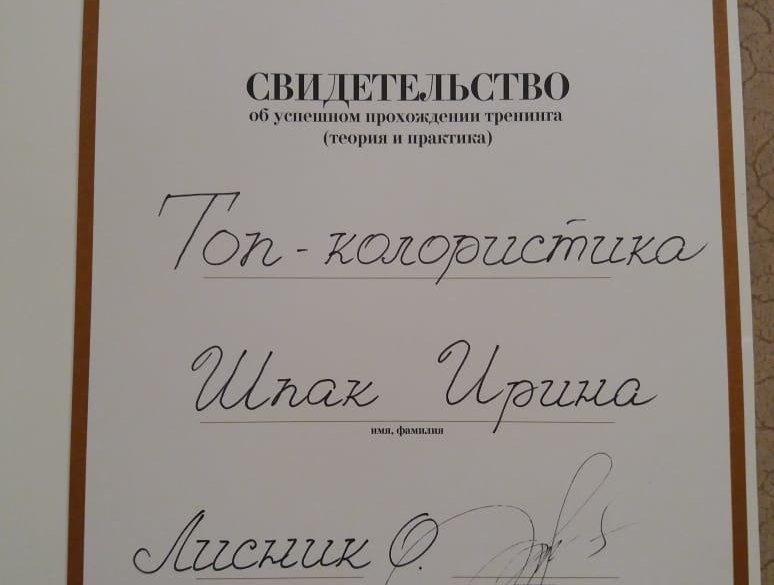 СВИДЕТЕЛЬСТВО
об успешном прохождении тренинга
(теория и практика)
Топ - колористика
Шпак Ирина
имя, фамилия
Лисник О.